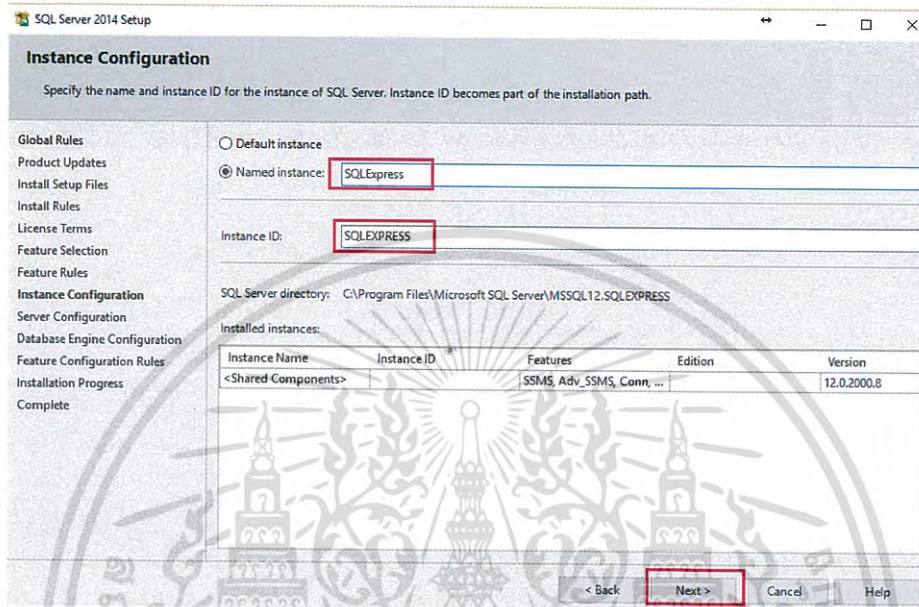 SQL Server 2014 Setup
Instance Configuration
Specify the name and instance ID for the instance of SQL Server. Instance ID becomes part of the installation path.
Global Rules
Product Updates
Install Setup Files
Install Rules
License Terms
Feature Selection
Feature Rules
Instance Configuration
Server Configuration
Database Engine Configuration
Feature Configuration Rules
Installation Progress
Complete
Default instance
Named instance: SQLExpress
Instance ID: SQLEXPRESS
SQL Server directory: C:\Program Files\Microsoft SQL Server\MSSQL12.SQLEXPRESS
Installed instances:
Instance Name Instance ID Features Edition Version
<Shared Components> SSMS, Adv_SSMS, Conn, ... 12.0.2000.8
< Back Next > Cancel Help